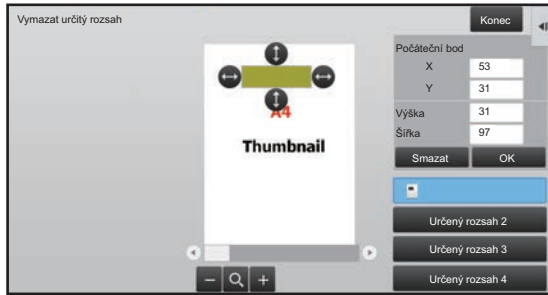 Vymazat určitý rozsah
Konec
Počáteční bod
X 53
Y 31
Výška 31
Šířka 97
Smazat OK
A4
Thumbnail
Určený rozsah 2
Určený rozsah 3
Určený rozsah 4